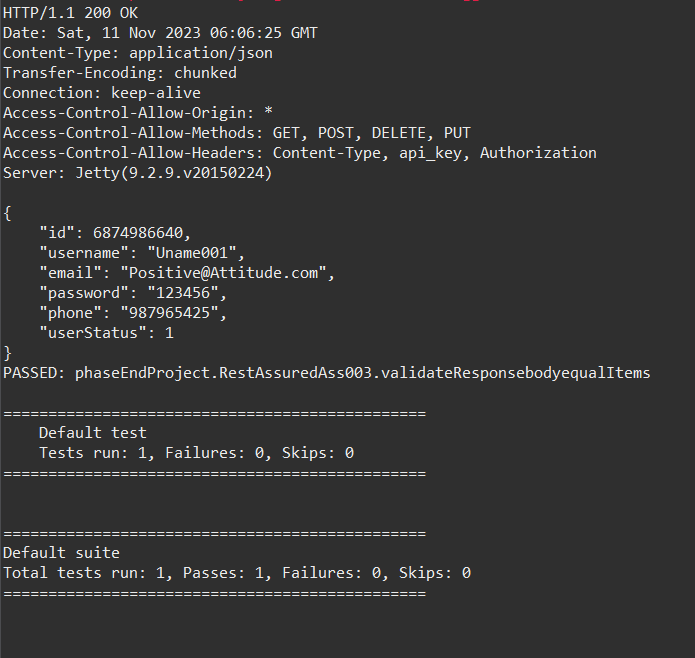 HTTP/1.1 200 OK
Date: Sat, 11 Nov 2023 06:06:25 GMT
Content-Type: application/json
Transfer-Encoding: chunked
Connection: keep-alive
Access-Control-Allow-Origin: *
Access-Control-Allow-Methods: GET, POST, DELETE, PUT
Access-Control-Allow-Headers: Content-Type, api_key, Authorization
Server: Jetty(9.2.9.v20150224)

{
    "id": 6874986640,
    "username": "Uname001",
    "email": "Positive@Attitude.com",
    "password": "123456",
    "phone": "987965425",
    "userStatus": 1
}
PASSED: phaseEndProject.RestAssuredAss003.validateResponsebodyequalItems

===============================================
    Default test
    Tests run: 1, Failures: 0, Skips: 0
===============================================


===============================================
Default suite
Total tests run: 1, Passes: 1, Failures: 0, Skips: 0
===============================================